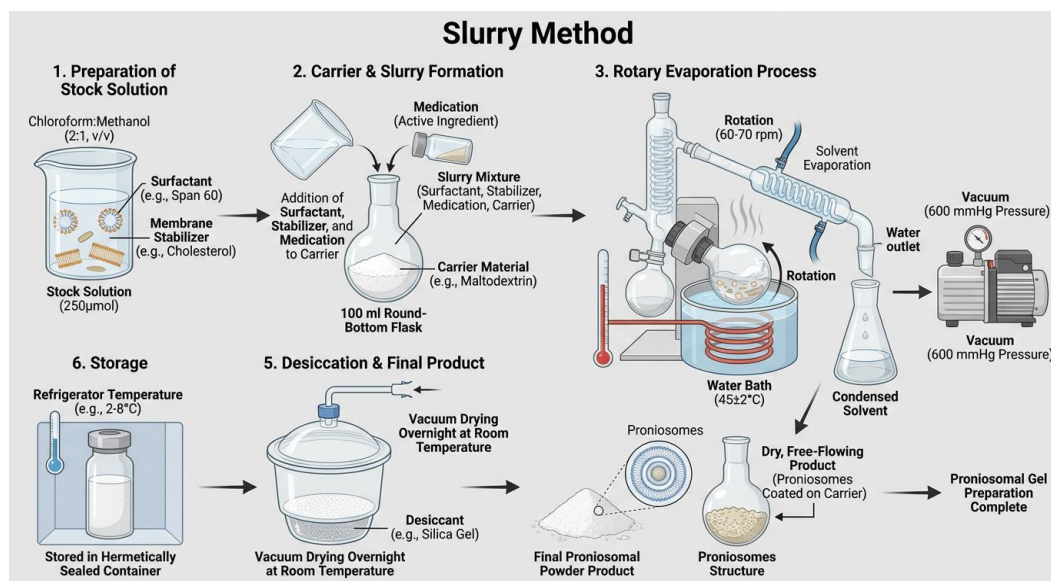 Slurry Method
1. Preparation of
Stock Solution
Chloroform:Methanol
(2:1, v/v)
Surfactant
(e.g., Span 60)
Membrane
Stabilizer
(e.g., Cholesterol)
Stock Solution
(250µmol)
2. Carrier & Slurry Formation
Medication
(Active Ingredient)
Addition of
Surfactant,
Stabilizer, and
Medication
to Carrier
Slurry Mixture
(Surfactant, Stabilizer,
Medication, Carrier)
Carrier Material
(e.g., Maltodextrin)
100 ml Round-
Bottom Flask
3. Rotary Evaporation Process
Rotation
(60-70 rpm)
Solvent
Evaporation
Rotation
Water
outlet
Water Bath
(45±2°C)
Condensed
Solvent
Vacuum
(600 mmHg Pressure)
Vacuum
(600 mmHg Pressure)
6. Storage
Refrigerator Temperature
(e.g., 2-8°C)
Stored in Hermetically
Sealed Container
5. Desiccation & Final Product
Vacuum Drying
Overnight at Room
Temperature
Desiccant
(e.g., Silica Gel)
Vacuum Drying Overnight
at Room Temperature
Proniosomes
Final Proniosomal
Powder Product
Dry, Free-Flowing
Product
(Proniosomes
Coated on Carrier)
Proniosomes
Structure
Proniosomal Gel
Preparation
Complete